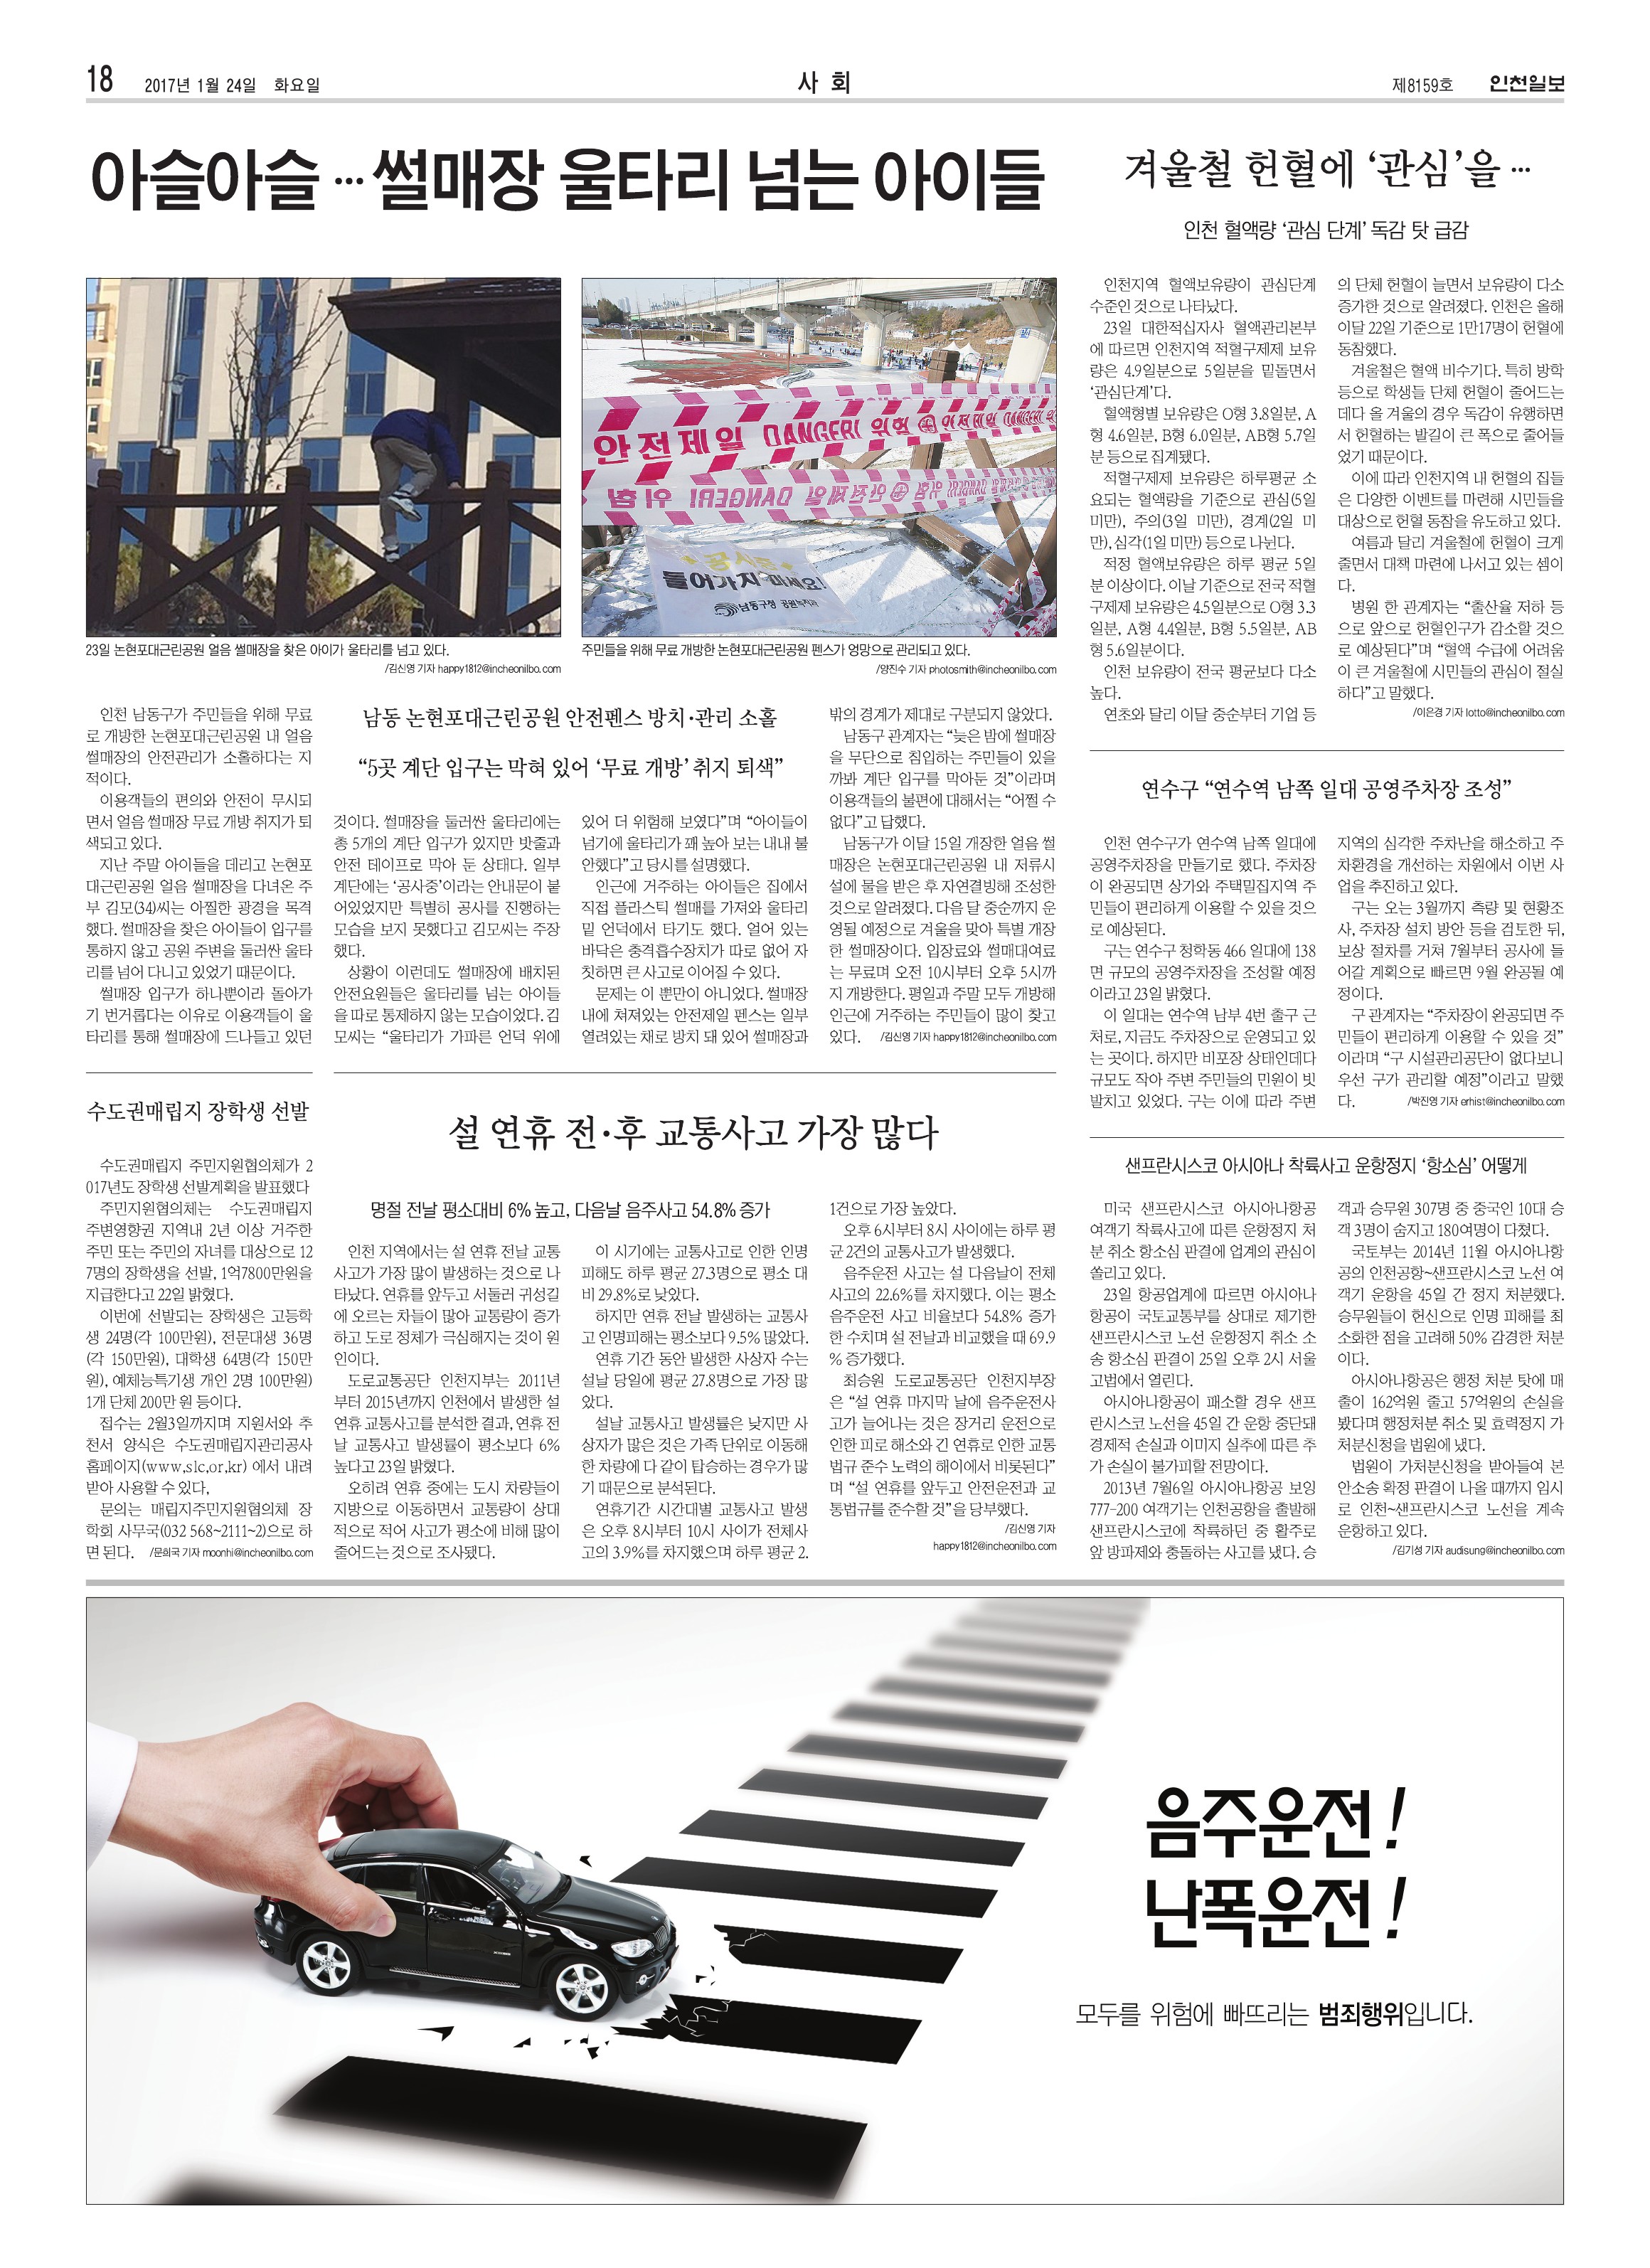 18
2017년 1월 24일 화요일
사 회
제8159호
인천일보
아슬아슬 … 썰매장 울타리 넘는 아이들
안전제일 DANGER! 위험 안전제일 DANGER!
공사중
들어가지 마세요!
남동구청 공원녹지과
23일 논현포대근린공원 얼음 썰매장을 찾은 아이가 울타리를 넘고 있다.
/김신영 기자 happy1812@incheonilbo.com
주민들을 위해 무료 개방한 논현포대근린공원 펜스가 엉망으로 관리되고 있다.
/양진수 기자 photosmith@incheonilbo.com
인천 남동구가 주민들을 위해 무료
로 개방한 논현포대근린공원 내 얼음
썰매장의 안전관리가 소홀하다는 지
적이다.
이용객들의 편의와 안전이 무시되
면서 얼음 썰매장 무료 개방 취지가 퇴
색되고 있다.
지난 주말 아이들을 데리고 논현포
대근린공원 얼음 썰매장을 다녀온 주
부 김모(34)씨는 아찔한 광경을 목격
했다. 썰매장을 찾은 아이들이 입구를
통하지 않고 공원 주변을 둘러싼 울타
리를 넘어 다니고 있었기 때문이다.
썰매장 입구가 하나뿐이라 돌아가
기 번거롭다는 이유로 이용객들이 울
타리를 통해 썰매장에 드나들고 있던
남동 논현포대근린공원 안전펜스 방치·관리 소홀
“5곳 계단 입구는 막혀 있어 ‘무료 개방’ 취지 퇴색”
것이다. 썰매장을 둘러싼 울타리에는
총 5개의 계단 입구가 있지만 밧줄과
안전 테이프로 막아 둔 상태다. 일부
계단에는 ‘공사중’이라는 안내문이 붙
어있었지만 특별히 공사를 진행하는
모습을 보지 못했다고 김모씨는 주장
했다.
상황이 이런데도 썰매장에 배치된
안전요원들은 울타리를 넘는 아이들
을 따로 통제하지 않는 모습이었다. 김
모씨는 “울타리가 가파른 언덕 위에
있어 더 위험해 보였다”며 “아이들이
넘기에 울타리가 꽤 높아 보는 내내 불
안했다”고 당시를 설명했다.
인근에 거주하는 아이들은 집에서
직접 플라스틱 썰매를 가져와 울타리
밑 언덕에서 타기도 했다. 얼어 있는
바닥은 충격흡수장치가 따로 없어 자
칫하면 큰 사고로 이어질 수 있다.
문제는 이 뿐만이 아니었다. 썰매장
내에 쳐져있는 안전제일 펜스는 일부
열려있는 채로 방치 돼 있어 썰매장과
밖의 경계가 제대로 구분되지 않았다.
남동구 관계자는 “늦은 밤에 썰매장
을 무단으로 침입하는 주민들이 있을
까봐 계단 입구를 막아둔 것”이라며
이용객들의 불편에 대해서는 “어쩔 수
없다”고 답했다.
남동구가 이달 15일 개장한 얼음 썰
매장은 논현포대근린공원 내 저류시
설에 물을 받은 후 자연결빙해 조성한
것으로 알려졌다. 다음 달 중순까지 운
영될 예정으로 겨울을 맞아 특별 개장
한 썰매장이다. 입장료와 썰매대여료
는 무료며 오전 10시부터 오후 5시까
지 개방한다. 평일과 주말 모두 개방해
인근에 거주하는 주민들이 많이 찾고
있다. /김신영 기자 happy1812@incheonilbo.com
겨울철 헌혈에 ‘관심’을 …
인천 혈액량 ‘관심 단계’ 독감 탓 급감
인천지역 혈액보유량이 관심단계
수준인 것으로 나타났다.
23일 대한적십자사 혈액관리본부
에 따르면 인천지역 적혈구제제 보유
량은 4.9일분으로 5일분을 밑돌면서
‘관심단계’다.
혈액형별 보유량은 O형 3.8일분, A
형 4.6일분, B형 6.0일분, AB형 5.7일
분 등으로 집계됐다.
적혈구제제 보유량은 하루평균 소
요되는 혈액량을 기준으로 관심(5일
미만), 주의(3일 미만), 경계(2일 미
만), 심각(1일 미만) 등으로 나뉜다.
적정 혈액보유량은 하루 평균 5일
분 이상이다. 이날 기준으로 전국 적혈
구제제 보유량은 4.5일분으로 O형 3.3
일분, A형 4.4일분, B형 5.5일분, AB
형 5.6일분이다.
인천 보유량이 전국 평균보다 다소
높다.
연초와 달리 이달 중순부터 기업 등
의 단체 헌혈이 늘면서 보유량이 다소
증가한 것으로 알려졌다. 인천은 올해
이달 22일 기준으로 1만17명이 헌혈에
동참했다.
겨울철은 혈액 비수기다. 특히 방학
등으로 학생들 단체 헌혈이 줄어드는
데다 올 겨울의 경우 독감이 유행하면
서 헌혈하는 발길이 큰 폭으로 줄어들
었기 때문이다.
이에 따라 인천지역 내 헌혈의 집들
은 다양한 이벤트를 마련해 시민들을
대상으로 헌혈 동참을 유도하고 있다.
여름과 달리 겨울철에 헌혈이 크게
줄면서 대책 마련에 나서고 있는 셈이
다.
병원 한 관계자는 “출산율 저하 등
으로 앞으로 헌혈인구가 감소할 것으
로 예상된다”며 “혈액 수급에 어려움
이 큰 겨울철에 시민들의 관심이 절실
하다”고 말했다.
/이은경 기자 lotto@incheonilbo.com
연수구 “연수역 남쪽 일대 공영주차장 조성”
인천 연수구가 연수역 남쪽 일대에
공영주차장을 만들기로 했다. 주차장
이 완공되면 상가와 주택밀집지역 주
민들이 편리하게 이용할 수 있을 것으
로 예상된다.
구는 연수구 청학동 466 일대에 138
면 규모의 공영주차장을 조성할 예정
이라고 23일 밝혔다.
이 일대는 연수역 남부 4번 출구 근
처로, 지금도 주차장으로 운영되고 있
는 곳이다. 하지만 비포장 상태인데다
규모도 작아 주변 주민들의 민원이 빗
발치고 있었다. 구는 이에 따라 주변
지역의 심각한 주차난을 해소하고 주
차환경을 개선하는 차원에서 이번 사
업을 추진하고 있다.
구는 오는 3월까지 측량 및 현황조
사, 주차장 설치 방안 등을 검토한 뒤,
보상 절차를 거쳐 7월부터 공사에 들
어갈 계획으로 빠르면 9월 완공될 예
정이다.
구 관계자는 “주차장이 완공되면 주
민들이 편리하게 이용할 수 있을 것”
이라며 “구 시설관리공단이 없다보니
우선 구가 관리할 예정”이라고 말했
다. /박진영 기자 erhist@incheonilbo.com
수도권매립지 장학생 선발
수도권매립지 주민지원협의체가 2
017년도 장학생 선발계획을 발표했다
주민지원협의체는 수도권매립지
주변영향권 지역내 2년 이상 거주한
주민 또는 주민의 자녀를 대상으로 12
7명의 장학생을 선발, 1억7800만원을
지급한다고 22일 밝혔다.
이번에 선발되는 장학생은 고등학
생 24명(각 100만원), 전문대생 36명
(각 150만원), 대학생 64명(각 150만
원), 예체능특기생 개인 2명 100만원)
1개 단체 200만 원 등이다.
접수는 2월3일까지며 지원서와 추
천서 양식은 수도권매립지관리공사
홈페이지(www,slc,or,kr) 에서 내려
받아 사용할 수 있다,
문의는 매립지주민지원협의체 장
학회 사무국(032 568~2111~2)으로 하
면 된다. /문희국 기자 moonhi@incheonilbo.com
설 연휴 전·후 교통사고 가장 많다
명절 전날 평소대비 6% 높고, 다음날 음주사고 54.8% 증가
인천 지역에서는 설 연휴 전날 교통
사고가 가장 많이 발생하는 것으로 나
타났다. 연휴를 앞두고 서둘러 귀성길
에 오르는 차들이 많아 교통량이 증가
하고 도로 정체가 극심해지는 것이 원
인이다.
도로교통공단 인천지부는 2011년
부터 2015년까지 인천에서 발생한 설
연휴 교통사고를 분석한 결과, 연휴 전
날 교통사고 발생률이 평소보다 6%
높다고 23일 밝혔다.
오히려 연휴 중에는 도시 차량들이
지방으로 이동하면서 교통량이 상대
적으로 적어 사고가 평소에 비해 많이
줄어드는 것으로 조사됐다.
이 시기에는 교통사고로 인한 인명
피해도 하루 평균 27.3명으로 평소 대
비 29.8%로 낮았다.
하지만 연휴 전날 발생하는 교통사
고 인명피해는 평소보다 9.5% 많았다.
연휴 기간 동안 발생한 사상자 수는
설날 당일에 평균 27.8명으로 가장 많
았다.
설날 교통사고 발생률은 낮지만 사
상자가 많은 것은 가족 단위로 이동해
한 차량에 다 같이 탑승하는 경우가 많
기 때문으로 분석된다.
연휴기간 시간대별 교통사고 발생
은 오후 8시부터 10시 사이가 전체사
고의 3.9%를 차지했으며 하루 평균 2.
1건으로 가장 높았다.
오후 6시부터 8시 사이에는 하루 평
균 2건의 교통사고가 발생했다.
음주운전 사고는 설 다음날이 전체
사고의 22.6%를 차지했다. 이는 평소
음주운전 사고 비율보다 54.8% 증가
한 수치며 설 전날과 비교했을 때 69.9
% 증가했다.
최승원 도로교통공단 인천지부장
은 “설 연휴 마지막 날에 음주운전사
고가 늘어나는 것은 장거리 운전으로
인한 피로 해소와 긴 연휴로 인한 교통
법규 준수 노력의 해이에서 비롯된다”
며 “설 연휴를 앞두고 안전운전과 교
통법규를 준수할 것”을 당부했다.
/김신영 기자
happy1812@incheonilbo.com
샌프란시스코 아시아나 착륙사고 운항정지 ‘항소심’ 어떻게
미국 샌프란시스코 아시아나항공
여객기 착륙사고에 따른 운항정지 처
분 취소 항소심 판결에 업계의 관심이
쏠리고 있다.
23일 항공업계에 따르면 아시아나
항공이 국토교통부를 상대로 제기한
샌프란시스코 노선 운항정지 취소 소
송 항소심 판결이 25일 오후 2시 서울
고법에서 열린다.
아시아나항공이 패소할 경우 샌프
란시스코 노선을 45일 간 운항 중단돼
경제적 손실과 이미지 실추에 따른 추
가 손실이 불가피할 전망이다.
2013년 7월6일 아시아나항공 보잉
777-200 여객기는 인천공항을 출발해
샌프란시스코에 착륙하던 중 활주로
앞 방파제와 충돌하는 사고를 냈다. 승
객과 승무원 307명 중 중국인 10대 승
객 3명이 숨지고 180여명이 다쳤다.
국토부는 2014년 11월 아시아나항
공의 인천공항~샌프란시스코 노선 여
객기 운항을 45일 간 정지 처분했다.
승무원들이 헌신으로 인명 피해를 최
소화한 점을 고려해 50% 감경한 처분
이다.
아시아나항공은 행정 처분 탓에 매
출이 162억원 줄고 57억원의 손실을
봤다며 행정처분 취소 및 효력정지 가
처분신청을 법원에 냈다.
법원이 가처분신청을 받아들여 본
안소송 확정 판결이 나올 때까지 임시
로 인천~샌프란시스코 노선을 계속
운항하고 있다.
/김기성 기자 audisung@incheonilbo.com
음주운전!
난폭운전!
모두를 위험에 빠뜨리는 범죄행위입니다.